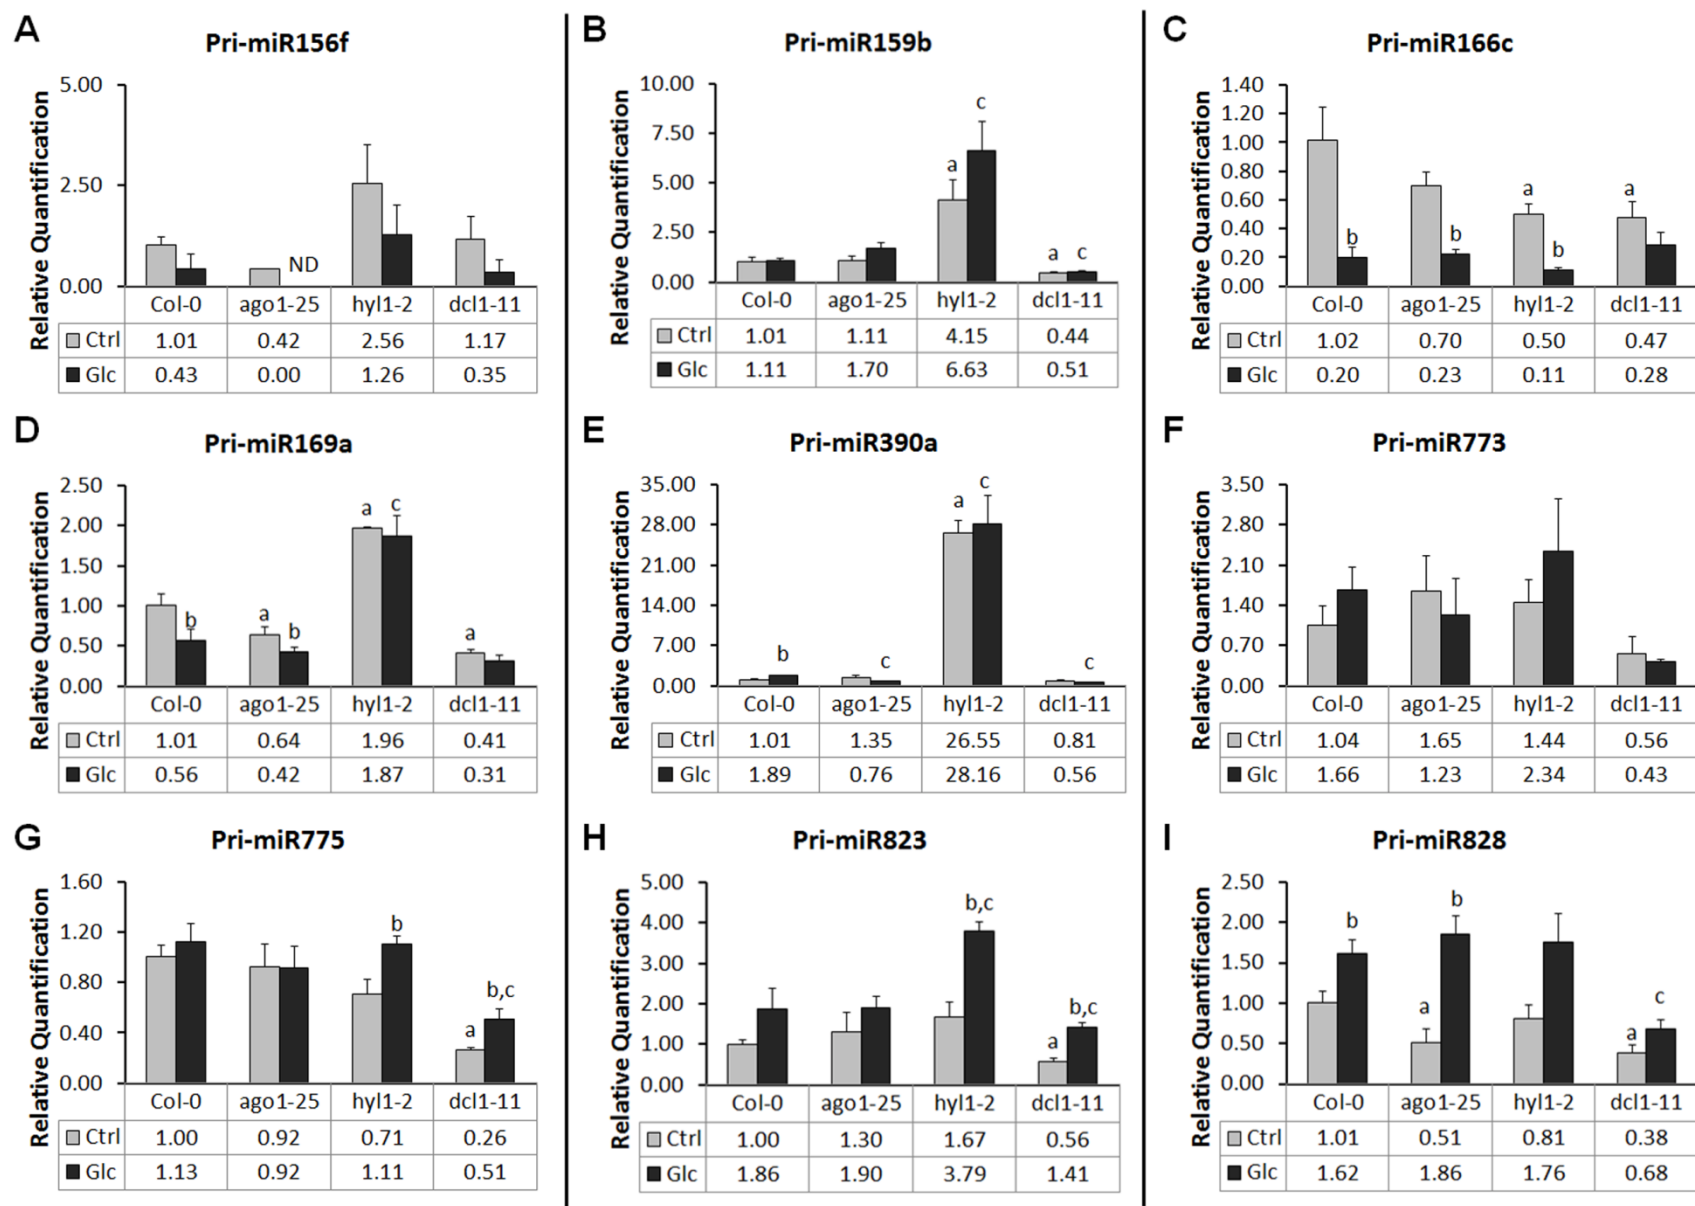 A
Pri-miR156f
Relative Quantification
5.00
2.50
0.00
ND
Col-0 ago1-25 hyl1-2 dcl1-11
Ctrl 1.01 0.42 2.56 1.17
Glc 0.43 0.00 1.26 0.35
B
Pri-miR159b
Relative Quantification
10.00
7.50
5.00
2.50
0.00
a c a c
Col-0 ago1-25 hyl1-2 dcl1-11
Ctrl 1.01 1.11 4.15 0.44
Glc 1.11 1.70 6.63 0.51
C
Pri-miR166c
Relative Quantification
1.40
1.20
1.00
0.80
0.60
0.40
0.20
0.00
b b a b a
Col-0 ago1-25 hyl1-2 dcl1-11
Ctrl 1.02 0.70 0.50 0.47
Glc 0.20 0.23 0.11 0.28
D
Pri-miR169a
Relative Quantification
2.50
2.00
1.50
1.00
0.50
0.00
b a b a c a
Col-0 ago1-25 hyl1-2 dcl1-11
Ctrl 1.01 0.64 1.96 0.41
Glc 0.56 0.42 1.87 0.31
E
Pri-miR390a
Relative Quantification
35.00
28.00
21.00
14.00
7.00
0.00
b c a c c
Col-0 ago1-25 hyl1-2 dcl1-11
Ctrl 1.01 1.35 26.55 0.81
Glc 1.89 0.76 28.16 0.56
F
Pri-miR773
Relative Quantification
3.50
2.80
2.10
1.40
0.70
0.00
Col-0 ago1-25 hyl1-2 dcl1-11
Ctrl 1.04 1.65 1.44 0.56
Glc 1.66 1.23 2.34 0.43
G
Pri-miR775
Relative Quantification
1.60
1.20
0.80
0.40
0.00
b a b,c
Col-0 ago1-25 hyl1-2 dcl1-11
Ctrl 1.00 0.92 0.71 0.26
Glc 1.13 0.92 1.11 0.51
H
Pri-miR823
Relative Quantification
5.00
4.00
3.00
2.00
1.00
0.00
b,c a b,c
Col-0 ago1-25 hyl1-2 dcl1-11
Ctrl 1.00 1.30 1.67 0.56
Glc 1.86 1.90 3.79 1.41
I
Pri-miR828
Relative Quantification
2.50
2.00
1.50
1.00
0.50
0.00
b a b a c
Col-0 ago1-25 hyl1-2 dcl1-11
Ctrl 1.01 0.51 0.81 0.38
Glc 1.62 1.86 1.76 0.68